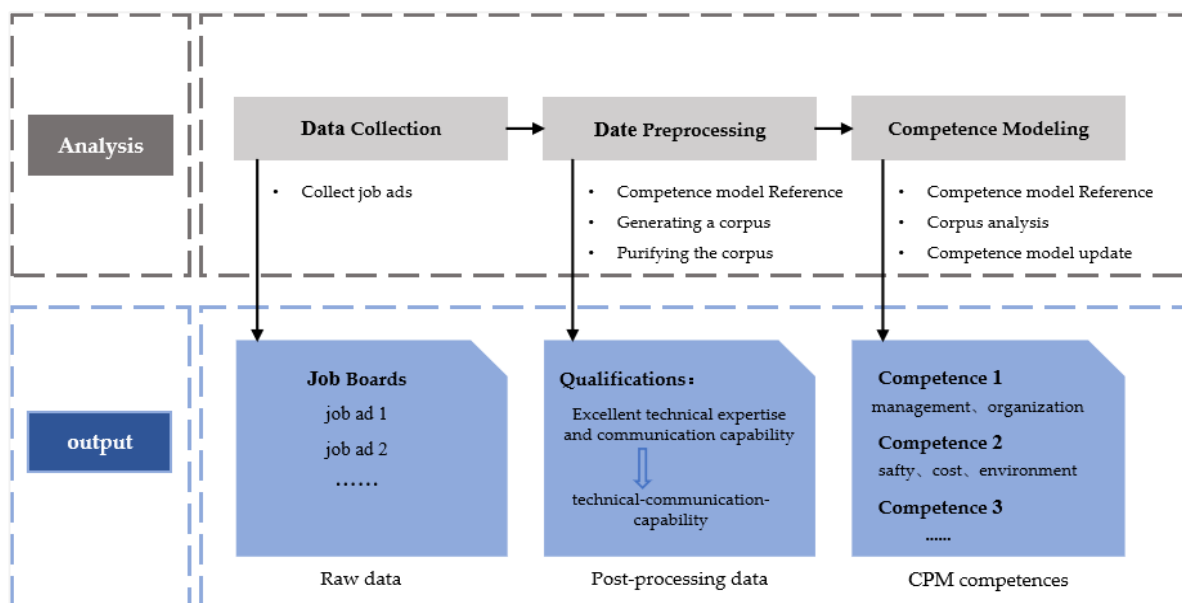 Analysis
Data Collection
Date Preprocessing
Competence Modeling
• Collect job ads
• Competence model Reference
• Generating a corpus
• Purifying the corpus
• Competence model Reference
• Corpus analysis
• Competence model update
output
Job Boards
job ad 1
job ad 2
……
Qualifications：
Excellent technical expertise
and communication capability
technical-communication-
capability
Competence 1
management、organization
Competence 2
safty、cost、environment
Competence 3
……
Raw data
Post-processing data
CPM competences